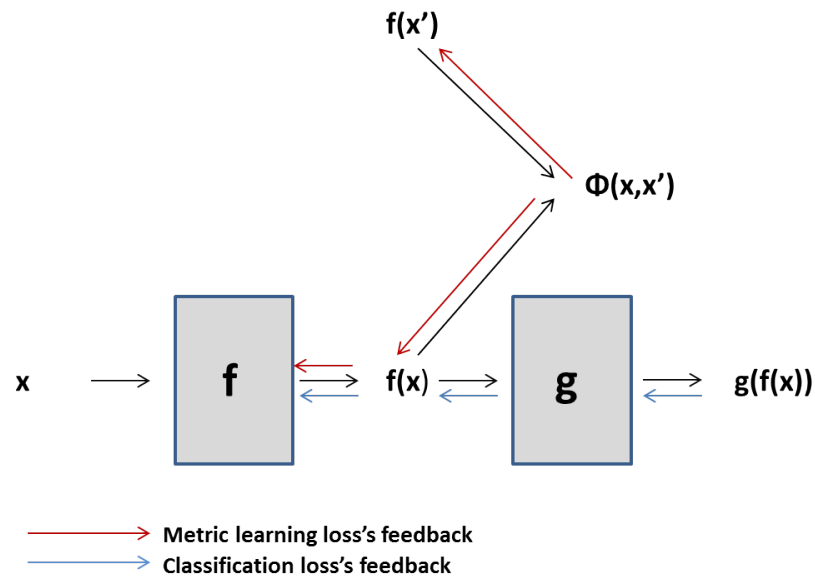 f(x’)
Φ(x,x’)
x
f
f(x)
g
g(f(x))
Metric learning loss’s feedback
Classification loss’s feedback